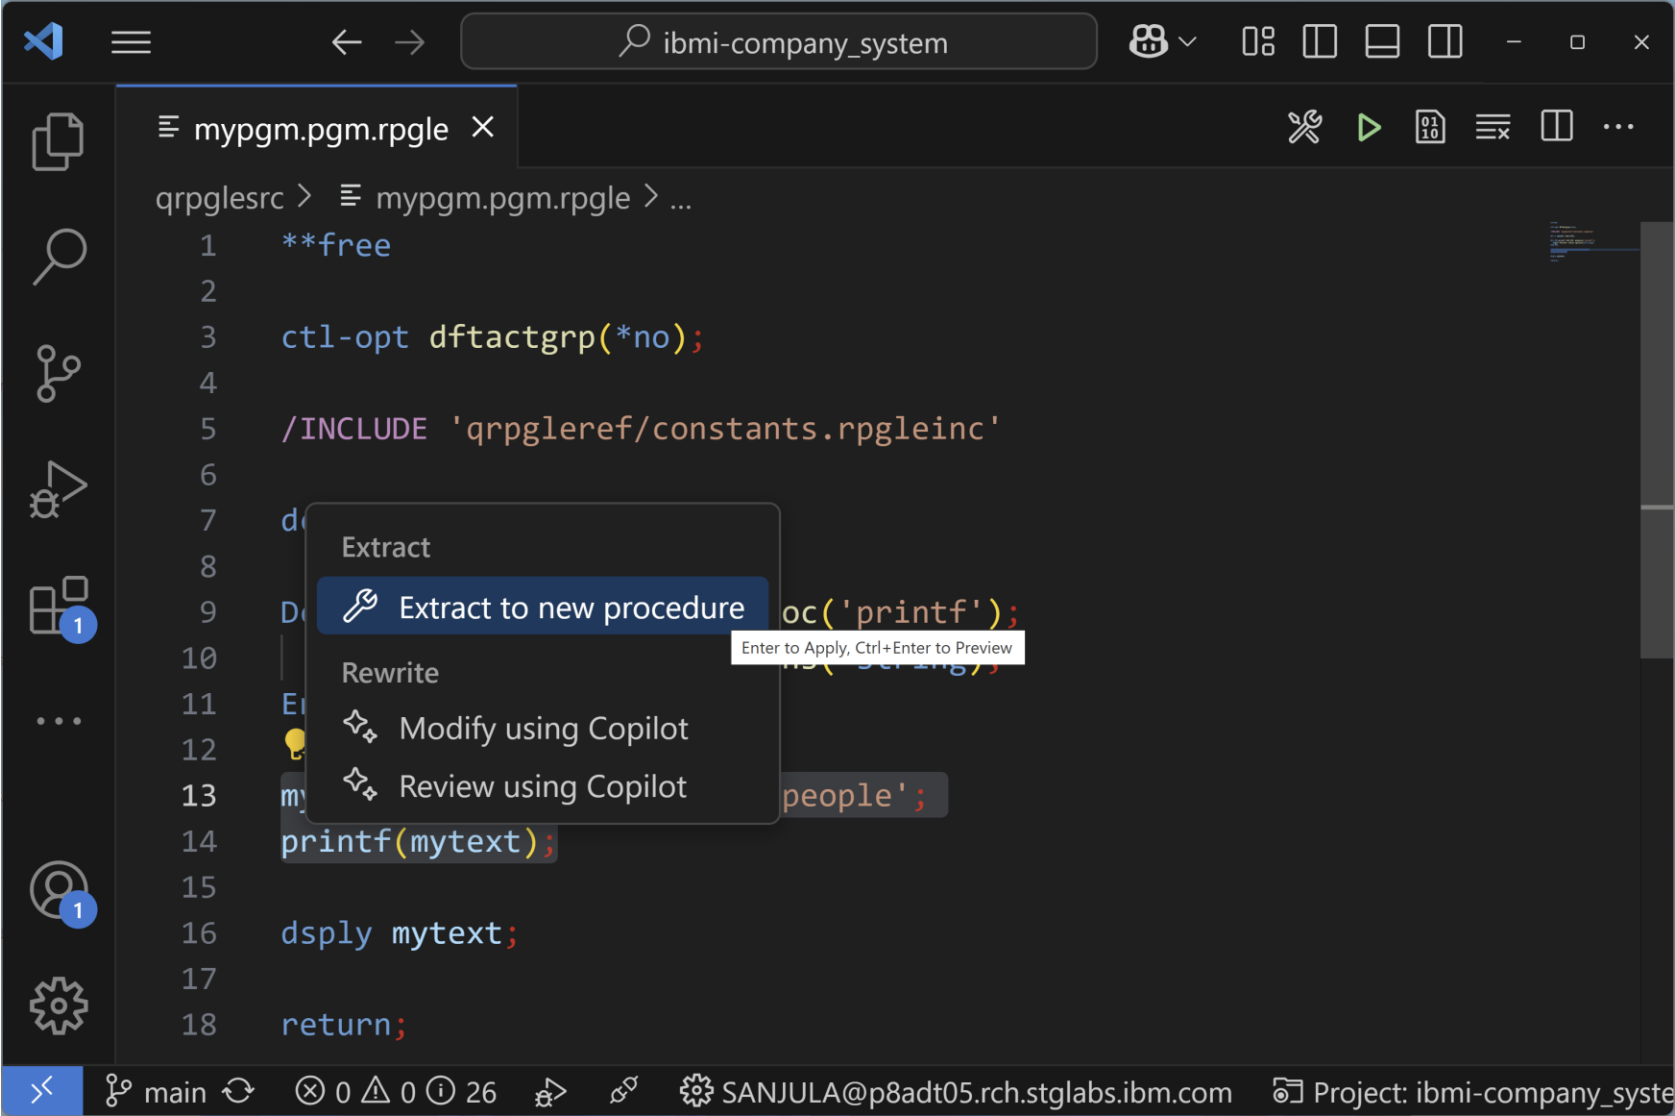 ibmi-company_system
mypgm.pgm.rpgle
qrpglesrc > mypgm.pgm.rpgle > ...
1 **free
2
3 ctl-opt dftactgrp(*no);
4
5 /INCLUDE 'qrpgleref/constants.rpgleinc'
6
7
Extract
8
9 oc('printf');
Extract to new procedure
Enter to Apply, Ctrl+Enter to Preview
10 string);
Rewrite
11
Modify using Copilot
12
Review using Copilot
13 people';
14 printf(mytext);
15
16 dsply mytext;
17
18 return;
1
1
main 0 0 26 SANJULA@p8adt05.rch.stglabs.ibm.com Project: ibmi-company_syste